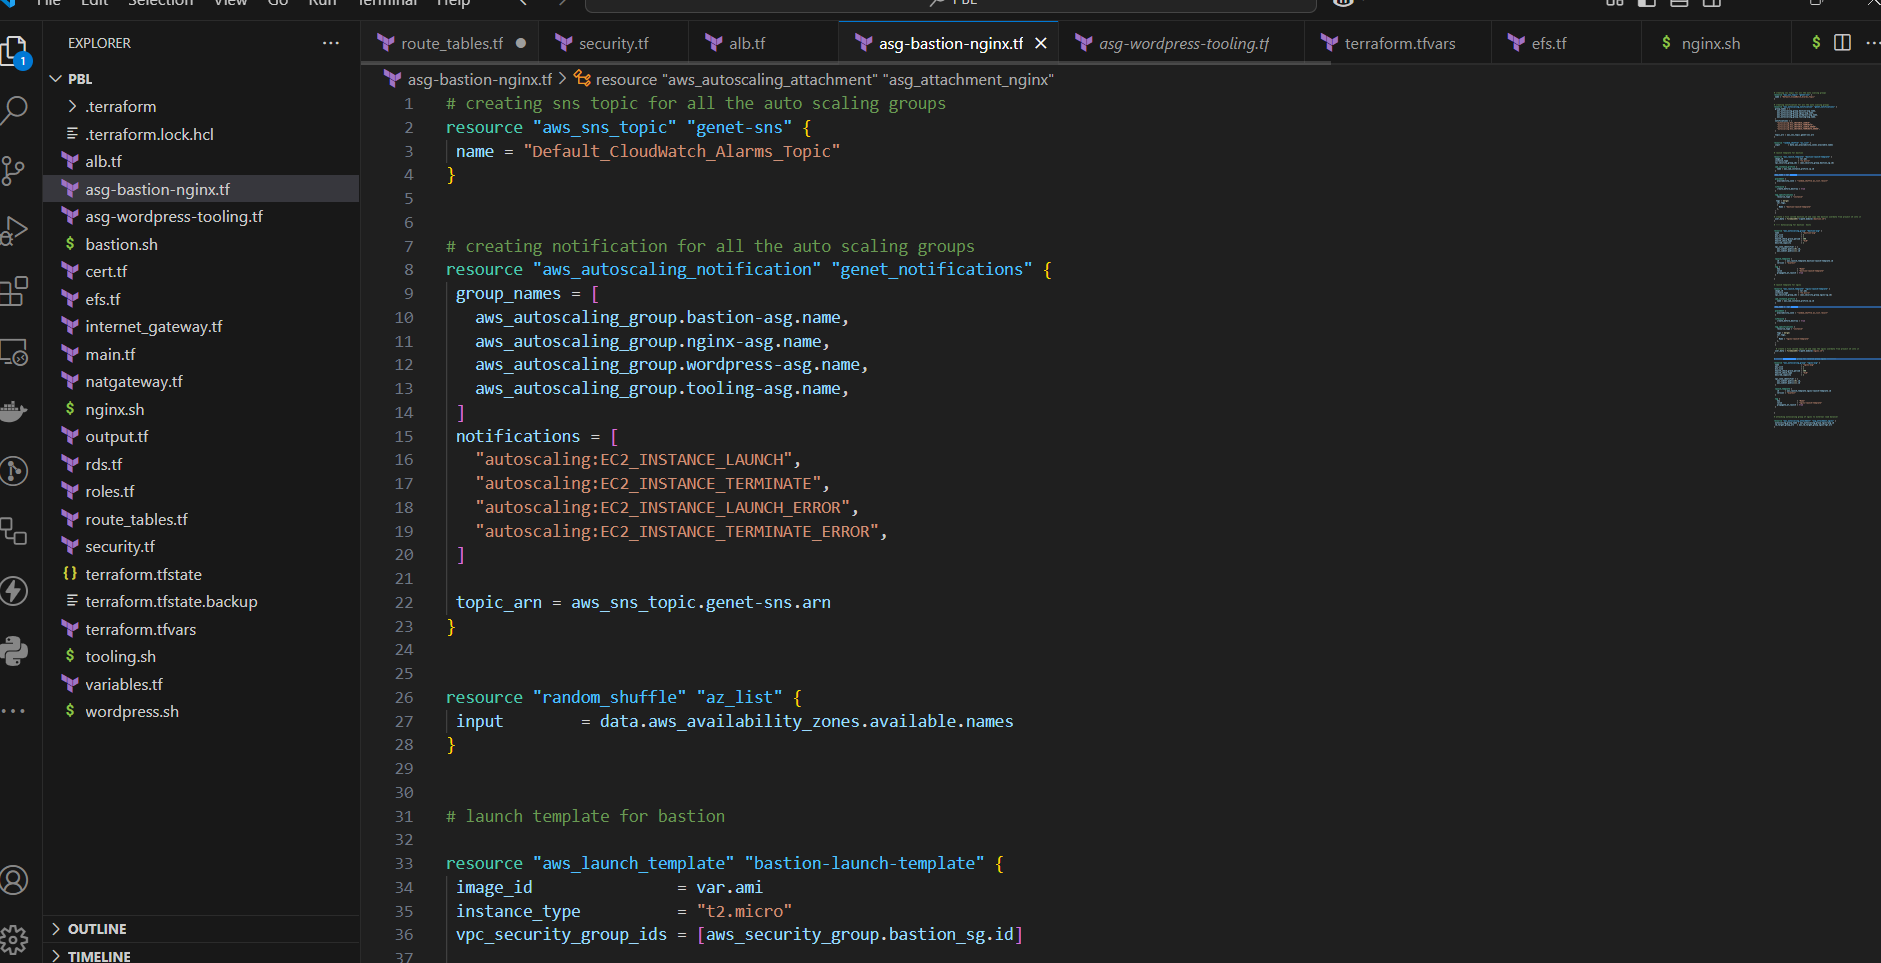 File Edit Selection View Go Run Terminal Help
PBL
EXPLORER
1
PBL
.terraform
.terraform.lock.hcl
alb.tf
asg-bastion-nginx.tf
asg-wordpress-tooling.tf
bastion.sh
cert.tf
efs.tf
internet_gateway.tf
main.tf
natgateway.tf
nginx.sh
output.tf
rds.tf
roles.tf
route_tables.tf
security.tf
terraform.tfstate
terraform.tfstate.backup
terraform.tfvars
tooling.sh
variables.tf
wordpress.sh
OUTLINE
TIMELINE
route_tables.tf
security.tf
alb.tf
asg-bastion-nginx.tf
asg-wordpress-tooling.tf
terraform.tfvars
efs.tf
$ nginx.sh
$
asg-bastion-nginx.tf > resource "aws_autoscaling_attachment" "asg_attachment_nginx"
1 # creating sns topic for all the auto scaling groups
2 resource "aws_sns_topic" "genet-sns" {
3 name = "Default_CloudWatch_Alarms_Topic"
4 }
5
6
7 # creating notification for all the auto scaling groups
8 resource "aws_autoscaling_notification" "genet_notifications" {
9 group_names = [
10 aws_autoscaling_group.bastion-asg.name,
11 aws_autoscaling_group.nginx-asg.name,
12 aws_autoscaling_group.wordpress-asg.name,
13 aws_autoscaling_group.tooling-asg.name,
14 ]
15 notifications = [
16 "autoscaling:EC2_INSTANCE_LAUNCH",
17 "autoscaling:EC2_INSTANCE_TERMINATE",
18 "autoscaling:EC2_INSTANCE_LAUNCH_ERROR",
19 "autoscaling:EC2_INSTANCE_TERMINATE_ERROR",
20 ]
21
22 topic_arn = aws_sns_topic.genet-sns.arn
23 }
24
25
26 resource "random_shuffle" "az_list" {
27 input = data.aws_availability_zones.available.names
28 }
29
30
31 # launch template for bastion
32
33 resource "aws_launch_template" "bastion-launch-template" {
34 image_id = var.ami
35 instance_type = "t2.micro"
36 vpc_security_group_ids = [aws_security_group.bastion_sg.id]
37